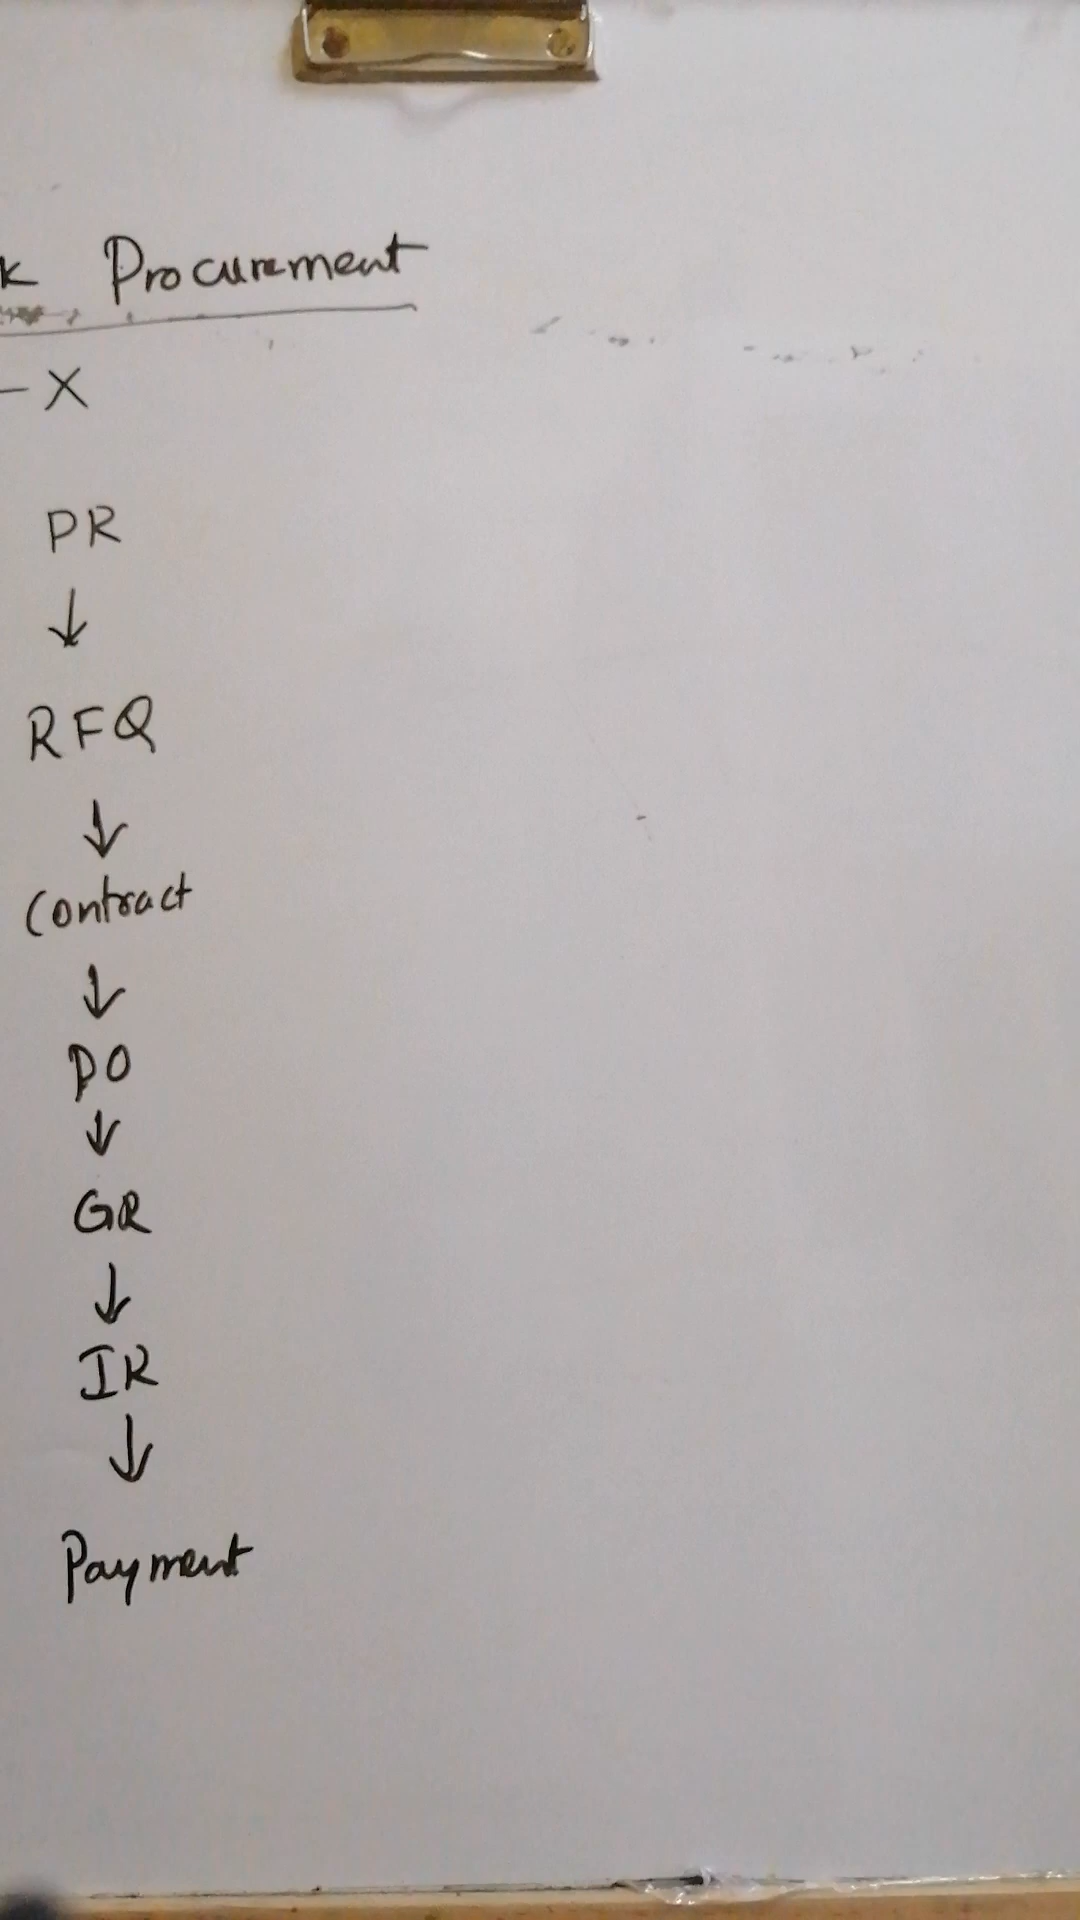 k Procurement
- X
PR
↓
RFQ
↓
Contract
↓
PO
↓
GR
↓
IR
↓
Payment